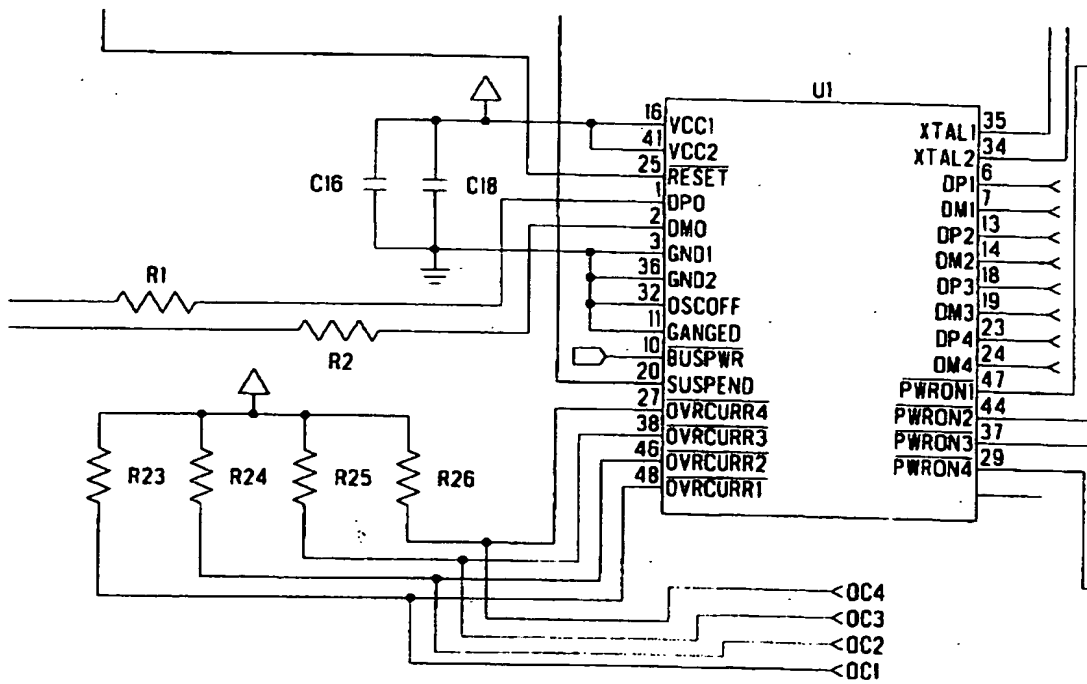 U1
16
VCC1
41
VCC2
25
RESET
1
DP0
2
DM0
3
GND1
36
GND2
32
OSCOFF
11
GANGED
10
BUSPWR
20
SUSPEND
27
OVRCURR4
38
OVRCURR3
46
OVRCURR2
48
OVRCURR1
35
XTAL1
34
XTAL2
6
DP1
7
DM1
13
DP2
14
DM2
18
DP3
19
DM3
23
DP4
24
DM4
47
PWRON1
44
PWRON2
37
PWRON3
29
PWRON4
C16
C18
R1
R2
R23
R24
R25
R26
OC4
OC3
OC2
OC1